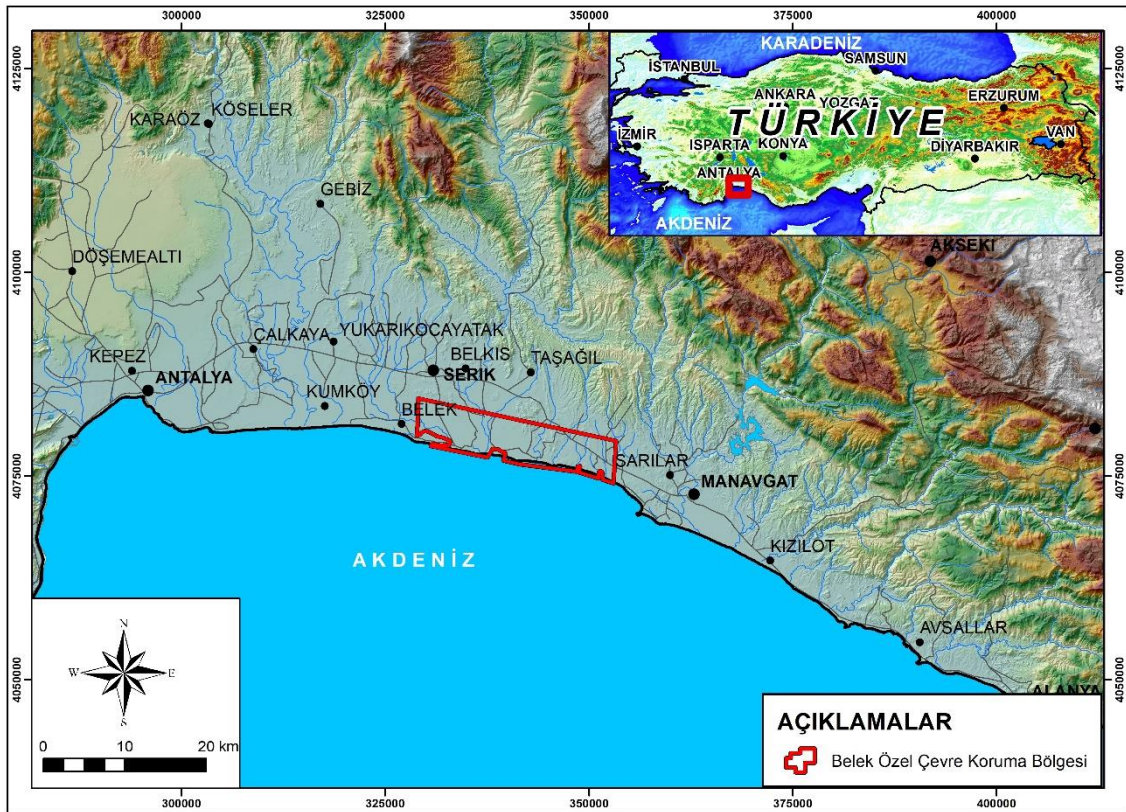 300000
325000
350000
375000
400000
4125000
4125000
4100000
4100000
4075000
4075000
4050000
4050000
KARADENİZ
SAMSUN
İSTANBUL
ANKARA
YOZGAT
ERZURUM
TÜRKİYE
İZMİR
ISPARTA
KONYA
VAN
DİYARBAKIR
ANTALYA
AKDENİZ
KARAÖZ
KÖSELER
GEBİZ
DÖŞEMEALTI
AKSEKİ
ÇALKAYA
YUKARIKOCAYATAK
KEPEZ
BELKIS
TAŞAĞIL
ANTALYA
SERİK
KUMKÖY
BELEK
SARILAR
MANAVGAT
AKDENİZ
KIZILOT
AVSALLAR
ALANYA
N
W
E
S
0 10 20 km
AÇIKLAMALAR
Belek Özel Çevre Koruma Bölgesi
300000
325000
350000
375000
400000